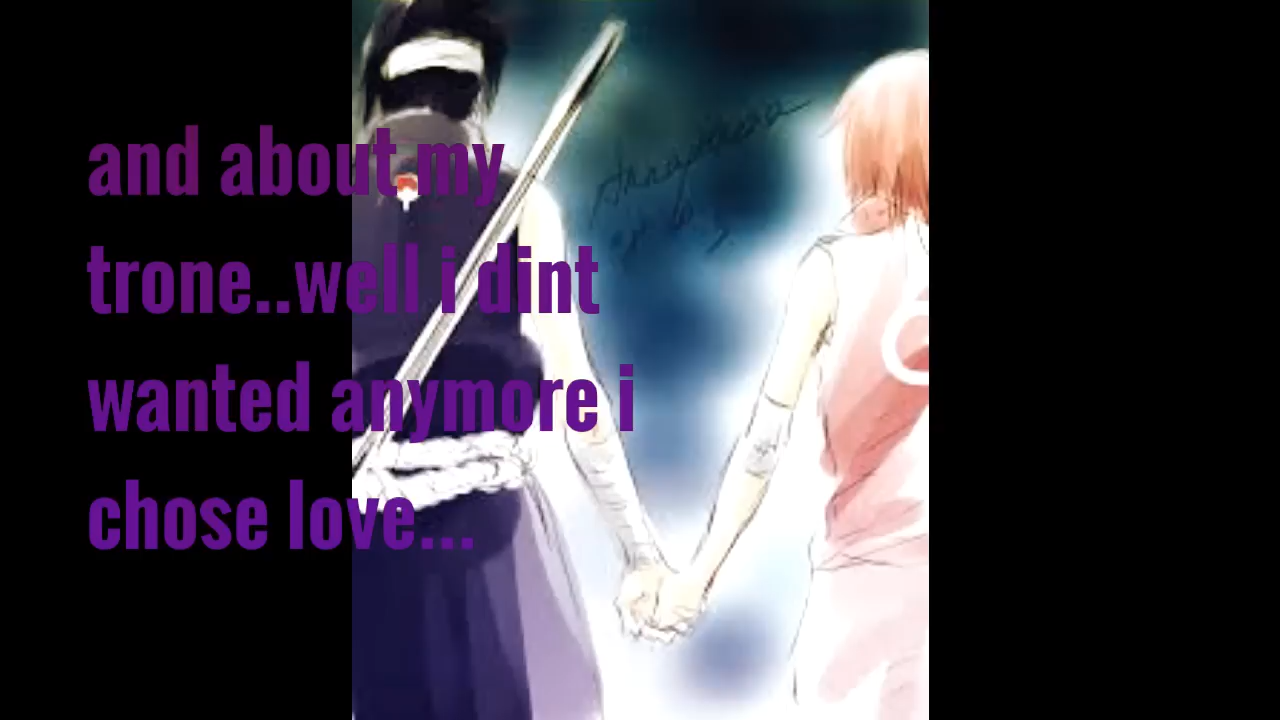 and about my
trone..well i dint
wanted anymore i
chose love...